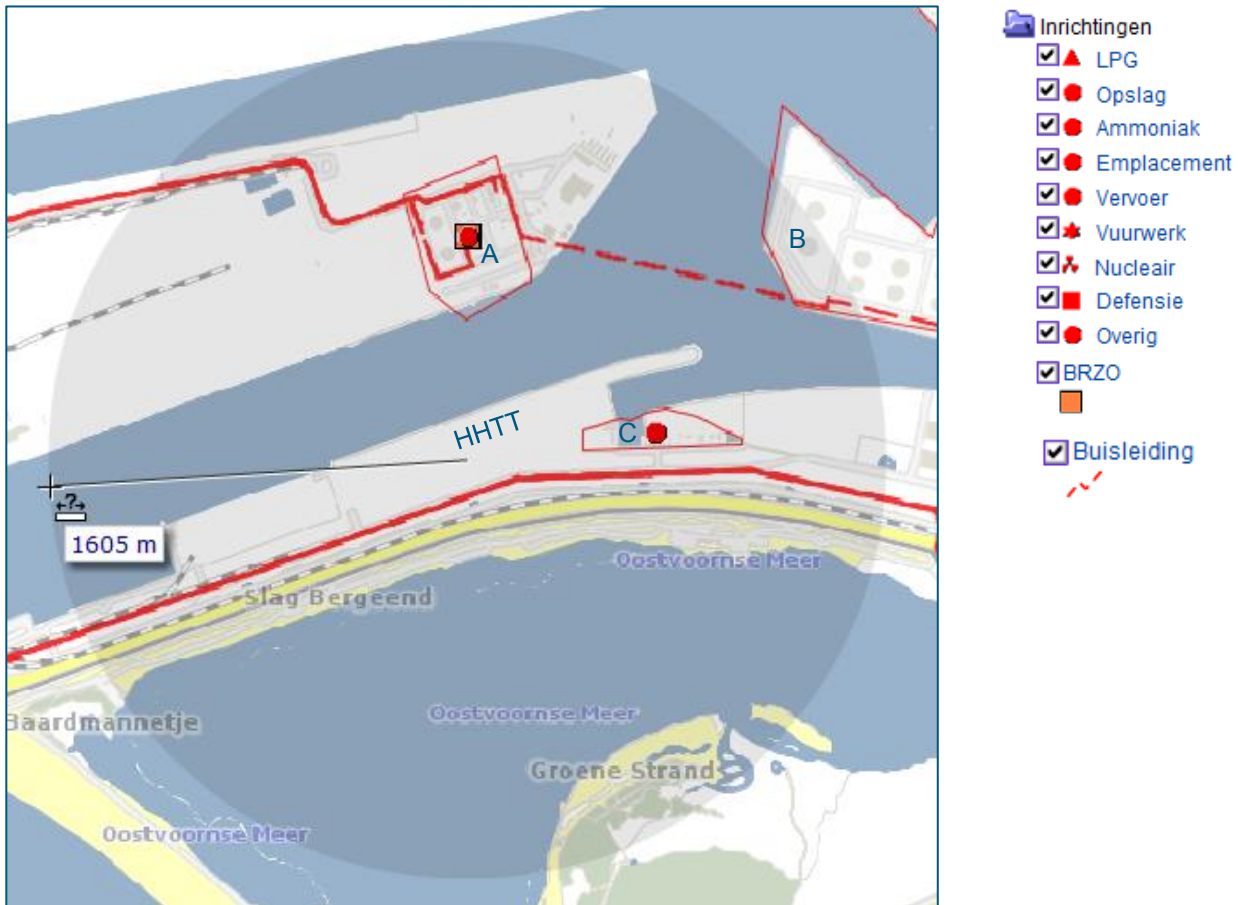 A
B
HHTT
C
←?→
1605 m
Oostvoornse Meer
Slag Bergeend
Baardmannetje
Oostvoornse Meer
Groene Strand
Oostvoornse Meer
Inrichtingen
LPG
Opslag
Ammoniak
Emplacement
Vervoer
Vuurwerk
Nucleair
Defensie
Overig
BRZO
Buisleiding